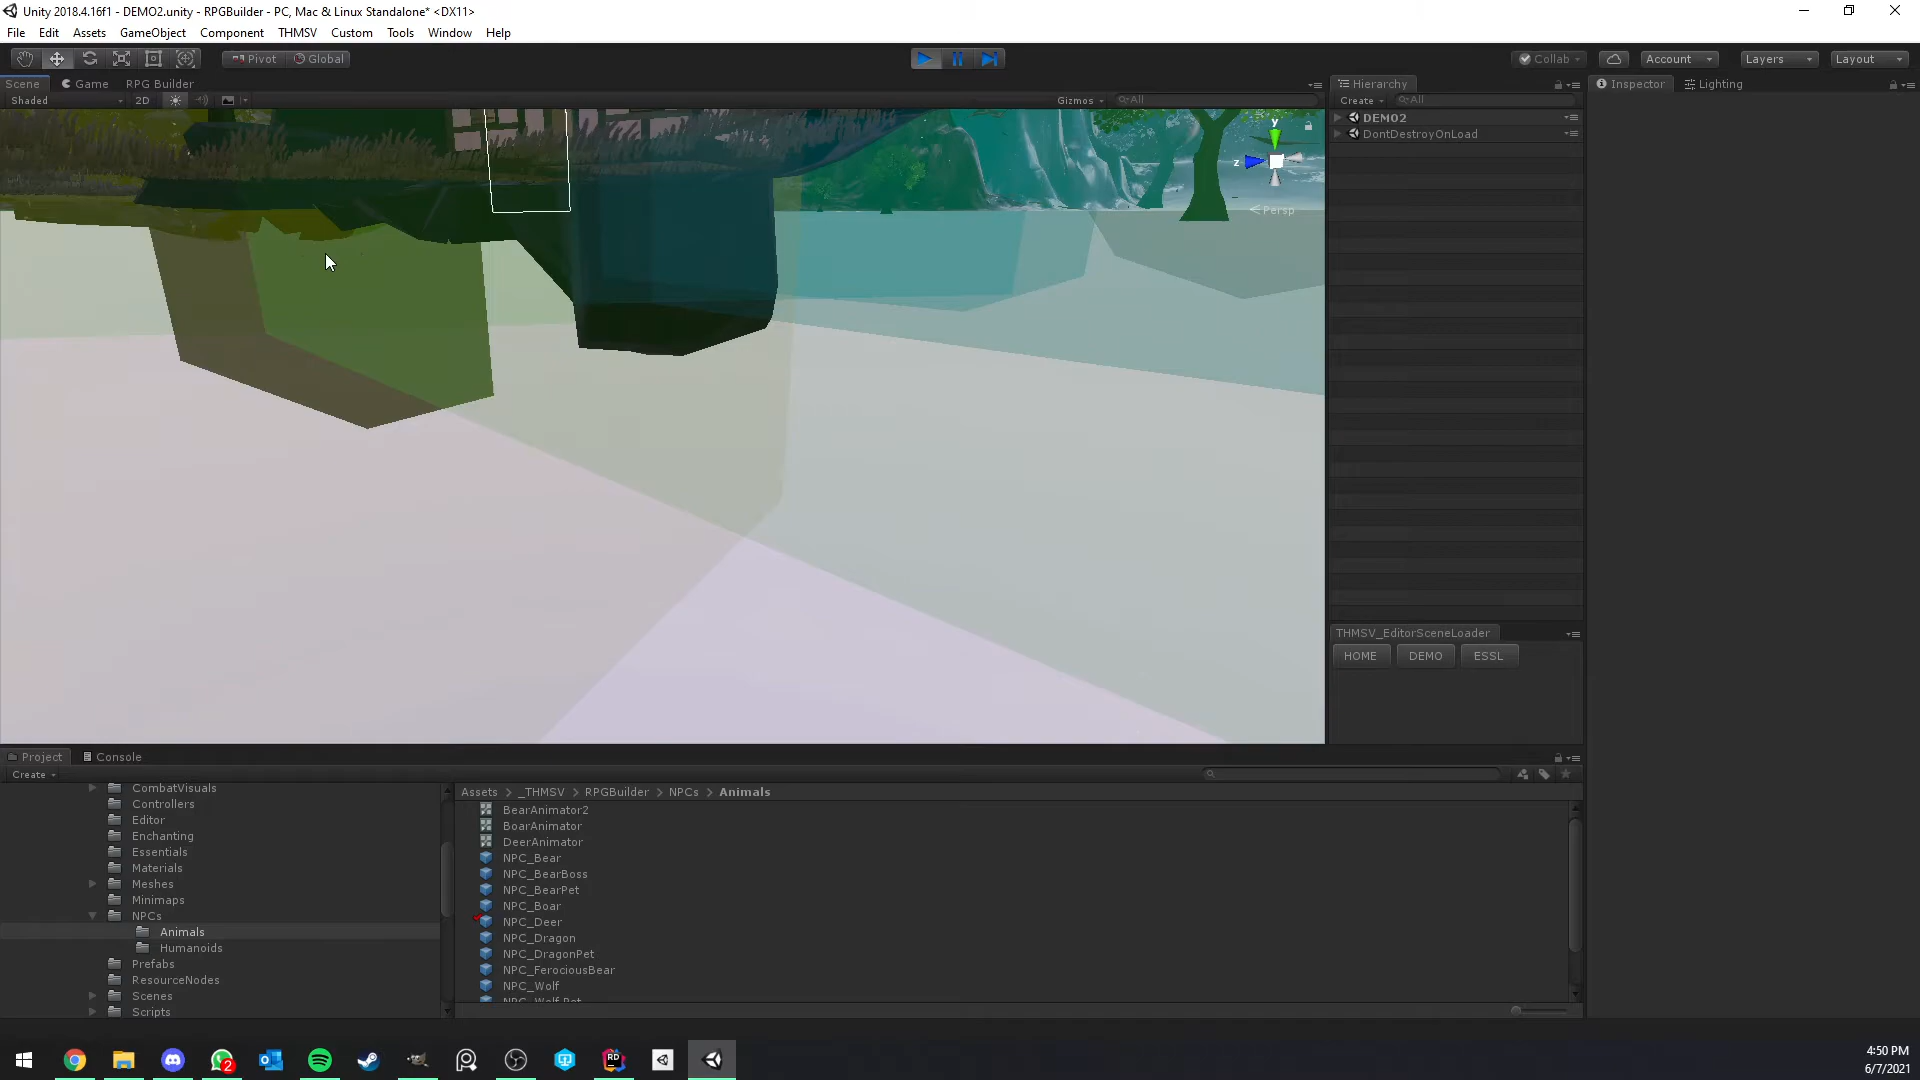 Unity 2018.4.16f1 - DEMO2.unity - RPGBuilder - PC, Mac & Linux Standalone* <DX11>
File Edit Assets GameObject Component THMSV Custom Tools Window Help
Pivot Global Collab Account Layers Layout
Scene Game RPG Builder
Shaded 2D Gizmos All
Hierarchy
Create All
DEMO2
DontDestroyOnLoad
Inspector Lighting
y
z
Persp
THMSV_EditorSceneLoader
HOME DEMO ESSL
Project Console
Create
CombatVisuals
Controllers
Editor
Enchanting
Essentials
Materials
Meshes
Minimaps
NPCs
Animals
Humanoids
Prefabs
ResourceNodes
Scenes
Scripts
Assets > _THMSV > RPGBuilder > NPCs > Animals
BearAnimator2
BoarAnimator
DeerAnimator
NPC_Bear
NPC_BearBoss
NPC_BearPet
NPC_Boar
NPC_Deer
NPC_Dragon
NPC_DragonPet
NPC_FerociousBear
NPC_Wolf
NPC_Wolf_Pet
2
RD
4:50 PM
6/7/2021